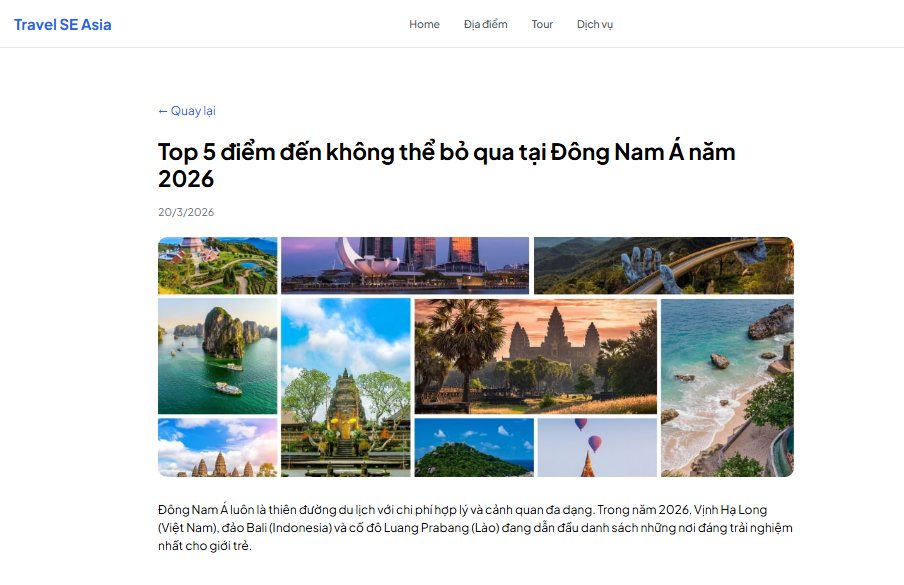 Travel SE Asia
Home
Địa điểm
Tour
Dịch vụ
← Quay lại
Top 5 điểm đến không thể bỏ qua tại Đông Nam Á năm
2026
20/3/2026
Đông Nam Á luôn là thiên đường du lịch với chi phí hợp lý và cảnh quan đa dạng. Trong năm 2026, Vịnh Hạ Long
(Việt Nam), đảo Bali (Indonesia) và cố đô Luang Prabang (Lào) đang dẫn đầu danh sách những nơi đáng trải nghiệm
nhất cho giới trẻ.